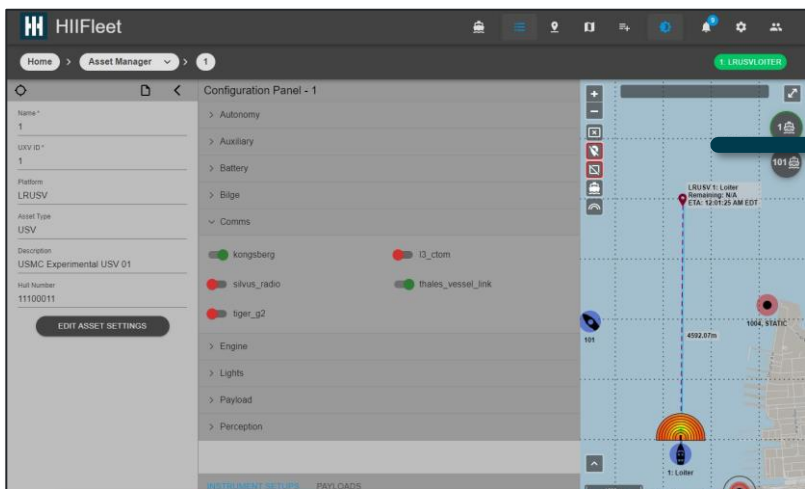 HIIFleet
9
Home > Asset Manager > 1
1: LRUSVLOITER
Name *
1
UXV ID *
1
Platform
LRUSV
Asset Type
USV
Description
USMC Experimental USV 01
Hull Number
11100011
EDIT ASSET SETTINGS
Configuration Panel - 1
> Autonomy
> Auxiliary
> Battery
> Bilge
Comms
kongsberg
l3_ctom
silvus_radio
thales_vessel_link
tiger_g2
> Engine
> Lights
> Payload
> Perception
INSTRUMENT SETUPS PAYLOADS
+
−
1
101
LRUSV 1: Loiter
Remaining: N/A
ETA: 12:01:25 AM EDT
1004, STATIC
101
4592.07m
1: Loiter